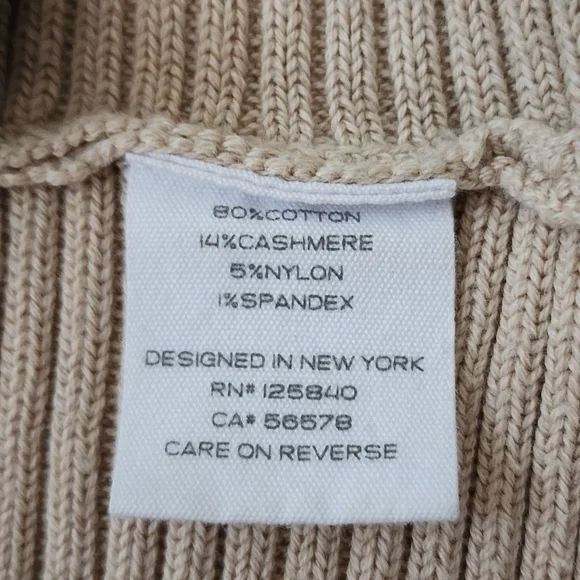 80%COTTON
14%CASHMERE
5%NYLON
1%SPANDEX
DESIGNED IN NEW YORK
RN# 125840
CA# 56578
CARE ON REVERSE